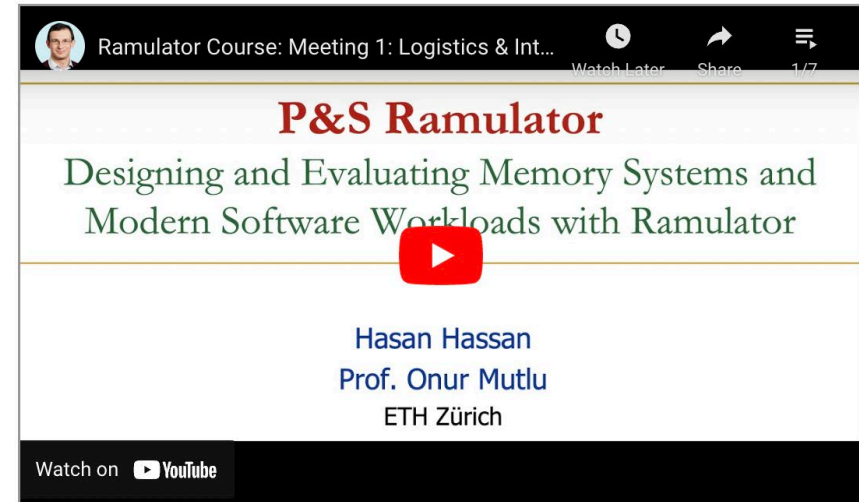 Ramulator Course: Meeting 1: Logistics & Int...
Watch Later
Share
1/7
P&S Ramulator
Designing and Evaluating Memory Systems and
Modern Software Workloads with Ramulator
Hasan Hassan
Prof. Onur Mutlu
ETH Zürich
Watch on YouTube